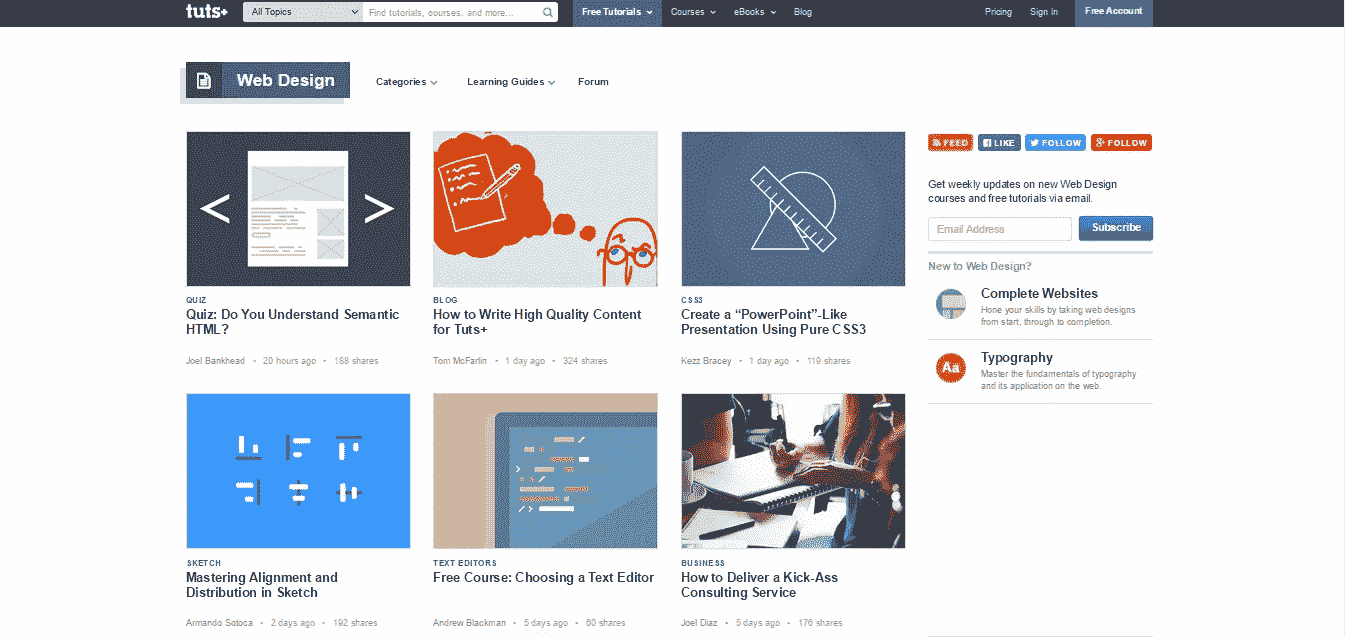 tuts+ All Topics Find tutorials, courses, and more... Free Tutorials Courses eBooks Blog Pricing Sign In Free Account
Web Design Categories Learning Guides Forum
FEED LIKE FOLLOW FOLLOW
Get weekly updates on new Web Design
courses and free tutorials via email.
Email Address Subscribe
New to Web Design?
Complete Websites
Hone your skills by taking web designs
from start, through to completion.
Aa
Typography
Master the fundamentals of typography
and its application on the web.
QUIZ
Quiz: Do You Understand Semantic
HTML?
Joel Bankhead • 20 hours ago • 188 shares
BLOG
How to Write High Quality Content
for Tuts+
Tom McFarlin • 1 day ago • 324 shares
CSS3
Create a “PowerPoint”-Like
Presentation Using Pure CSS3
Kezz Bracey • 1 day ago • 119 shares
SKETCH
Mastering Alignment and
Distribution in Sketch
Armando Sotoca • 2 days ago • 192 shares
TEXT EDITORS
Free Course: Choosing a Text Editor
Andrew Blackman • 5 days ago • 60 shares
BUSINESS
How to Deliver a Kick-Ass
Consulting Service
Joel Diaz • 5 days ago • 176 shares